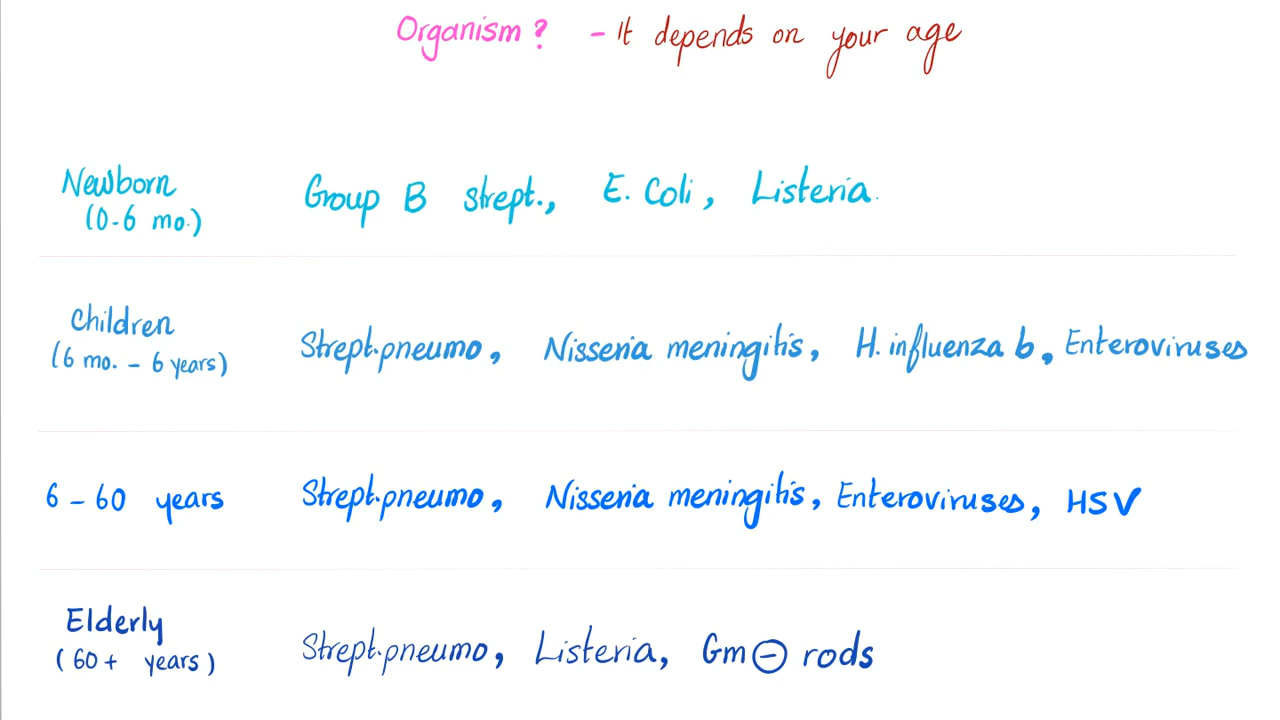 Organism? - It depends on your age
Newborn Group B strept., E. Coli, Listeria.
(0-6 mo.)
Children
(6 mo. - 6 years) Strept.pneumo, Nisseria meningitis, H. influenza b, Enteroviruses
6 - 60 years Strept.pneumo, Nisseria meningitis, Enteroviruses, HSV
Elderly
(60+ years) Strept.pneumo, Listeria, Gm ⊖ rods